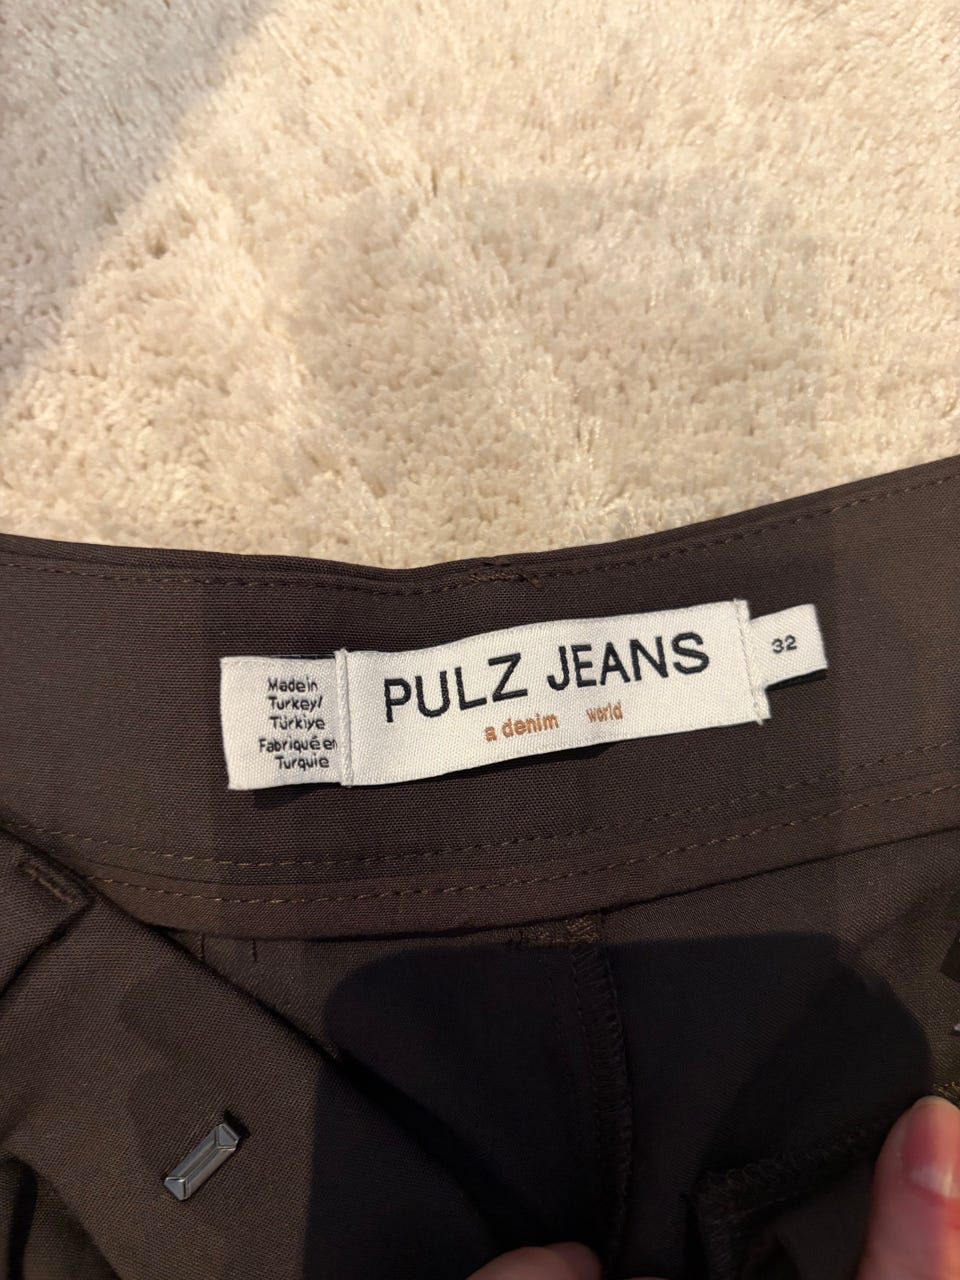 Made in
Turkey/
Türkiye
Fabriqué en
Turquie
PULZ JEANS
a denim world
32